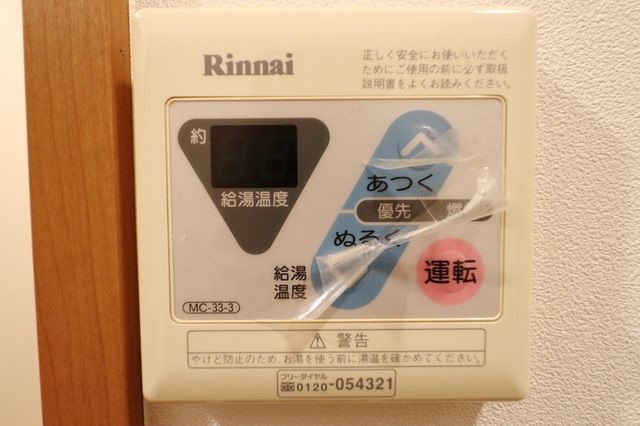 Rinnai
正しく安全にお使いいただく
ためにご使用の前に必ず取扱
説明書をよくお読みください。
約
給湯温度
あつく
優先 燃
ぬるく
給湯
温度
運転
MC-33-3
警告
やけど防止のため、お湯を使う前に湯温を確かめてください。
フリーダイヤル
0120-054321